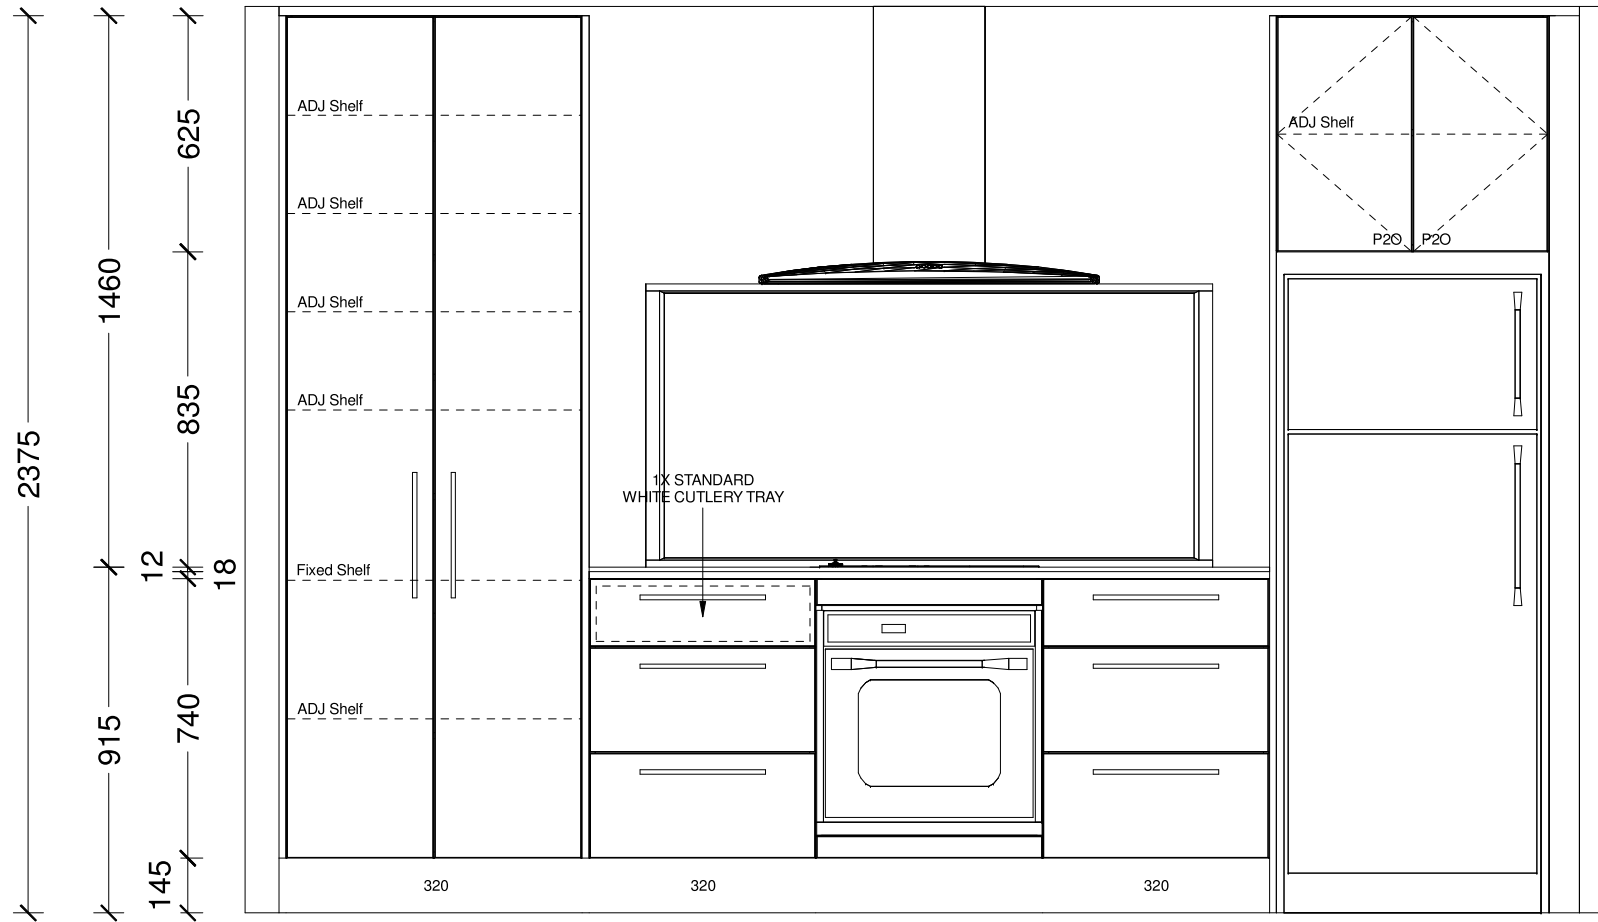 ADJ Shelf
ADJ Shelf
ADJ Shelf
ADJ Shelf
Fixed Shelf
ADJ Shelf
1X STANDARD
WHITE CUTLERY TRAY
ADJ Shelf
P2O
P2O
2375
1460
915
625
835
12
18
740
145
320
320
320